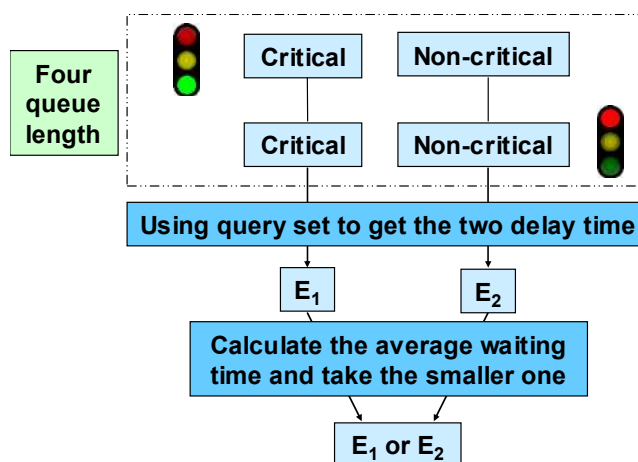 Four
queue
length
Critical
Non-critical
Critical
Non-critical
Using query set to get the two delay time
E₁
E₂
Calculate the average waiting
time and take the smaller one
E₁ or E₂